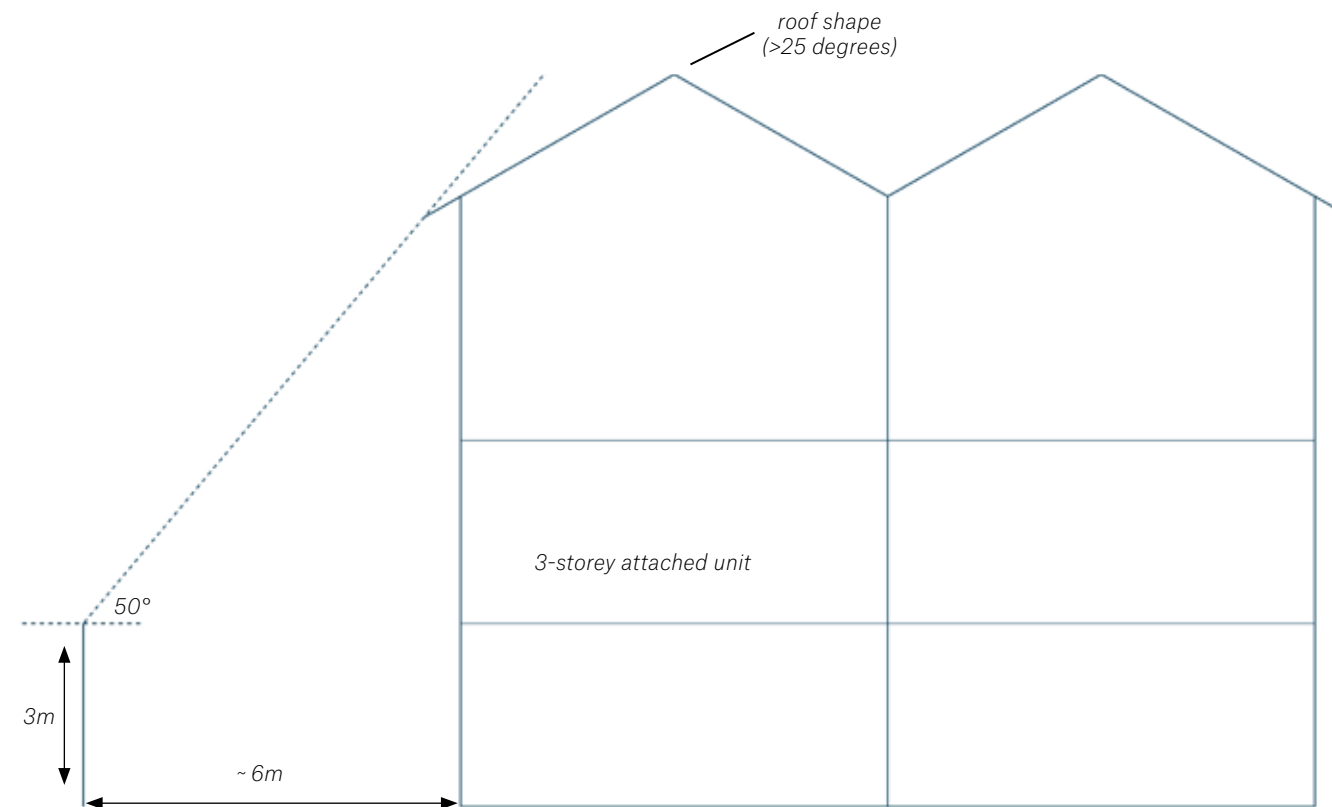 roof shape
(>25 degrees)
3-storey attached unit
50°
3m
~ 6m